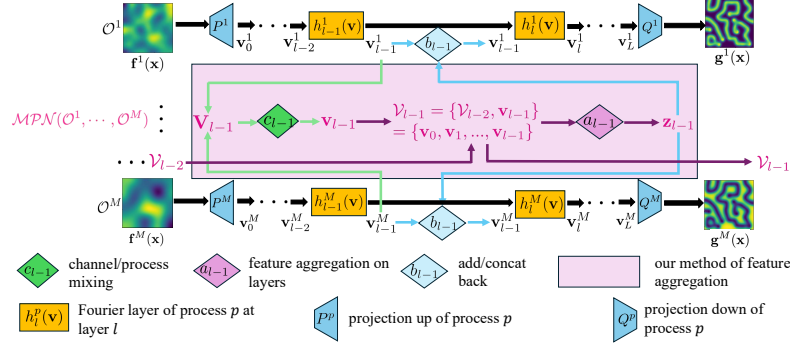 𝒪¹ P¹ v₀¹ v¹ₗ₋₂ h¹ₗ₋₁(v) v¹ₗ₋₁ bₗ₋₁ v¹ₗ₋₁ h¹ₗ(v) v¹ₗ v¹_L Q¹
f¹(x) g¹(x)
ℳ𝒫𝒩(𝒪¹, ⋯, 𝒪ᴹ) Vₗ₋₁ cₗ₋₁ vₗ₋₁ 𝒱ₗ₋₁ = {𝒱ₗ₋₂, vₗ₋₁} aₗ₋₁ zₗ₋₁
= {v₀, v₁, ..., vₗ₋₁}
𝒱ₗ₋₂ 𝒱ₗ₋₁
𝒪ᴹ Pᴹ v₀ᴹ vᴹₗ₋₂ hᴹₗ₋₁(v) vᴹₗ₋₁ bₗ₋₁ vᴹₗ₋₁ hᴹₗ(v) vᴹₗ vᴹ_L Qᴹ
fᴹ(x) gᴹ(x)
cₗ₋₁ channel/process mixing
aₗ₋₁ feature aggregation on layers
bₗ₋₁ add/concat back
our method of feature aggregation
hᵖₗ(v) Fourier layer of process p at layer l
Pᵖ projection up of process p
Qᵖ projection down of process p